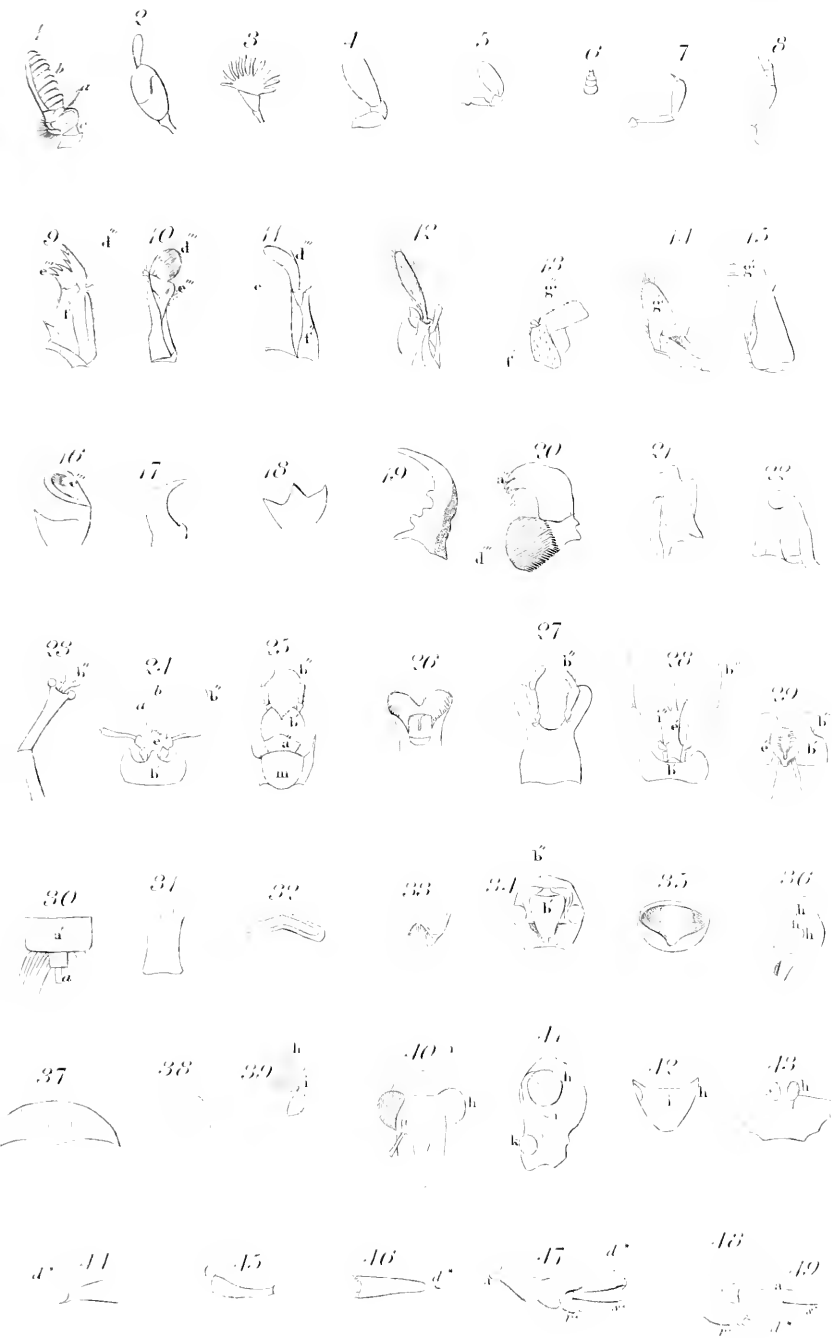 1 2 3 4 5 6 7 8
b a
9 d''' 10 d''' 11 d''' 12 13 14 15
e''' e f f'' g g g f
16 17 18 19 20 21 22
a d'''
23 b'' 24 25 b'' 26 27 b'' 28 b'' 29
a b b'' e b' a i'' e e b' b''
b m b
30 31 32 33 34 b'' 35 36
a' b' h h h
a 47
37 38 39 h 40 41 42 43
i h h h i h
k
d* 44 45 46 d* 47 d* 48 49
s r* s* a s* r* d*